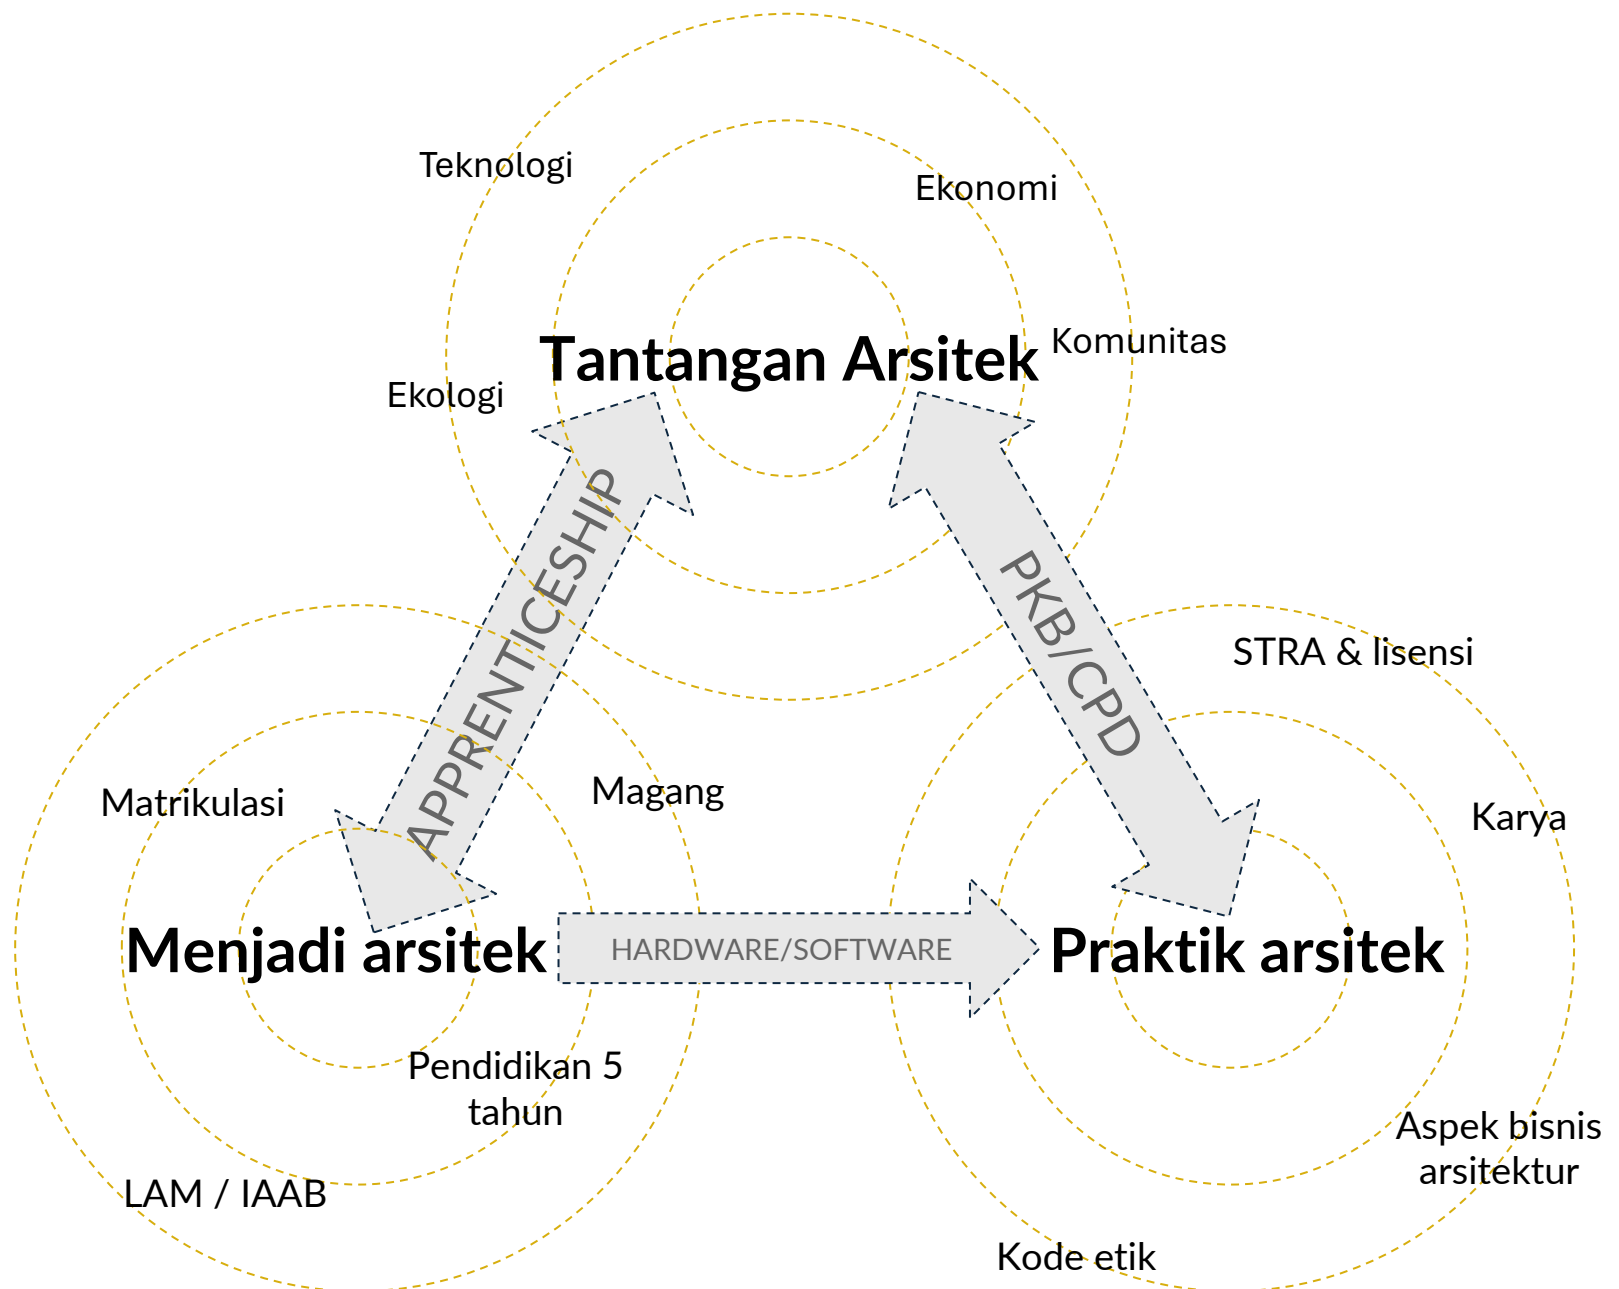 Teknologi
Ekonomi
Tantangan Arsitek
Komunitas
Ekologi
APPRENTICESHIP
PKB/CPD
STRA & lisensi
Matrikulasi
Magang
Karya
Menjadi arsitek
HARDWARE/SOFTWARE
Praktik arsitek
Pendidikan 5
tahun
Aspek bisnis
arsitektur
LAM / IAAB
Kode etik